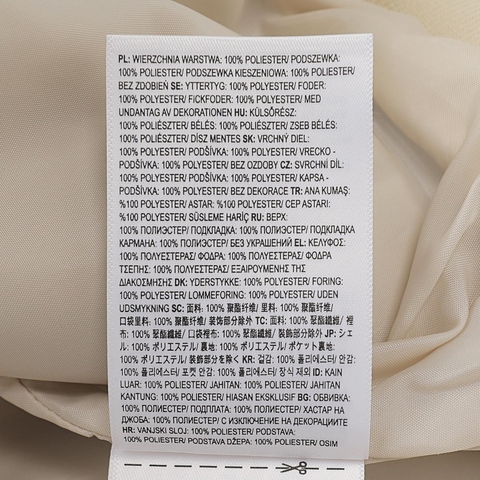 PL: WIERZCHNIA WARSTWA: 100% POLIESTER/ PODSZEWKA:
100% POLIESTER/ PODSZEWKA KIESZENIOWA: 100% POLIESTER/
BEZ ZDOBIEŃ SE: YTTERTYG: 100% POLYESTER/ FODER:
100% POLYESTER/ FICKFODER: 100% POLYESTER/ MED
UNDANTAG AV DEKORATIONEN HU: KÜLSŐRÉSZ:
100% POLIÉSZTER/ BÉLÉS: 100% POLIÉSZTER/ ZSEB BÉLÉS:
100% POLIÉSZTER/ DÍSZ MENTES SK: VRCHNÝ DIEL:
100% POLYESTER/ PODŠÍVKA: 100% POLYESTER/ VRECKO -
PODŠÍVKA: 100% POLYESTER/ BEZ OZDOBY CZ: SVRCHNÍ DÍL:
100% POLYESTER/ PODŠÍVKA: 100% POLYESTER/ KAPSA -
PODŠÍVKA: 100% POLYESTER/ BEZ DEKORACE TR: ANA KUMAŞ:
%100 POLYESTER/ ASTAR: %100 POLYESTER/ CEP ASTARI:
%100 POLYESTER/ SÜSLEME HARİÇ RU: ВЕРХ:
100% ПОЛИЭСТЕР/ ПОДКЛАДКА: 100% ПОЛИЭСТЕР/ ПОДКЛАДКА
КАРМАНА: 100% ПОЛИЭСТЕР/ БЕЗ УКРАШЕНИЙ EL: ΚΕΛΥΦΟΣ:
100% ΠΟΛΥΕΣΤΕΡΑΣ/ ΦΟΔΡΑ: 100% ΠΟΛΥΕΣΤΕΡΑΣ/ ΦΟΔΡΑ
ΤΣΕΠΗΣ: 100% ΠΟΛΥΕΣΤΕΡΑΣ/ ΕΞΑΙΡΟΥΜΕΝΗΣ ΤΗΣ
ΔΙΑΚΟΣΜΗΣΗΣ DK: YDERSTYKKE: 100% POLYESTER/ FORING:
100% POLYESTER/ LOMMEFORING: 100% POLYESTER/ UDEN
UDSMYKNING SC: 面料: 100% 聚酯纤维/ 里料: 100% 聚酯纤维/
口袋里料: 100% 聚酯纤维/ 装饰部分除外 TC: 面料: 100% 聚酯纖維/ 裡
布: 100% 聚酯纖維/ 口袋裡布: 100% 聚酯纖維/ 裝飾部分除外 JP: シェ
ル: 100% ポリエステル/ 裏地: 100% ポリエステル/ ポケット裏地:
100% ポリエステル/ 装飾部分を除く KR: 겉감: 100% 폴리에스터/ 안감:
100% 폴리에스터/ 포켓 안감: 100% 폴리에스터/ 장식 제외 ID: KAIN
LUAR: 100% POLIESTER/ JAHITAN: 100% POLIESTER/ JAHITAN
KANTUNG: 100% POLIESTER/ HIASAN EKSKLUSIF BG: ОБВИВКА:
100% ПОЛИЕСТЕР/ ПОДПЛАТА: 100% ПОЛИЕСТЕР/ ХАСТАР НА
ДЖОБА: 100% ПОЛИЕСТЕР/ С ИЗКЛЮЧЕНИЕ НА ДЕКОРАЦИИТЕ
HR: VANJSKI SLOJ: 100% POLIESTER/ PODSTAVA:
100% POLIESTER/ PODSTAVA DŽEPA: 100% POLIESTER/ OSIM